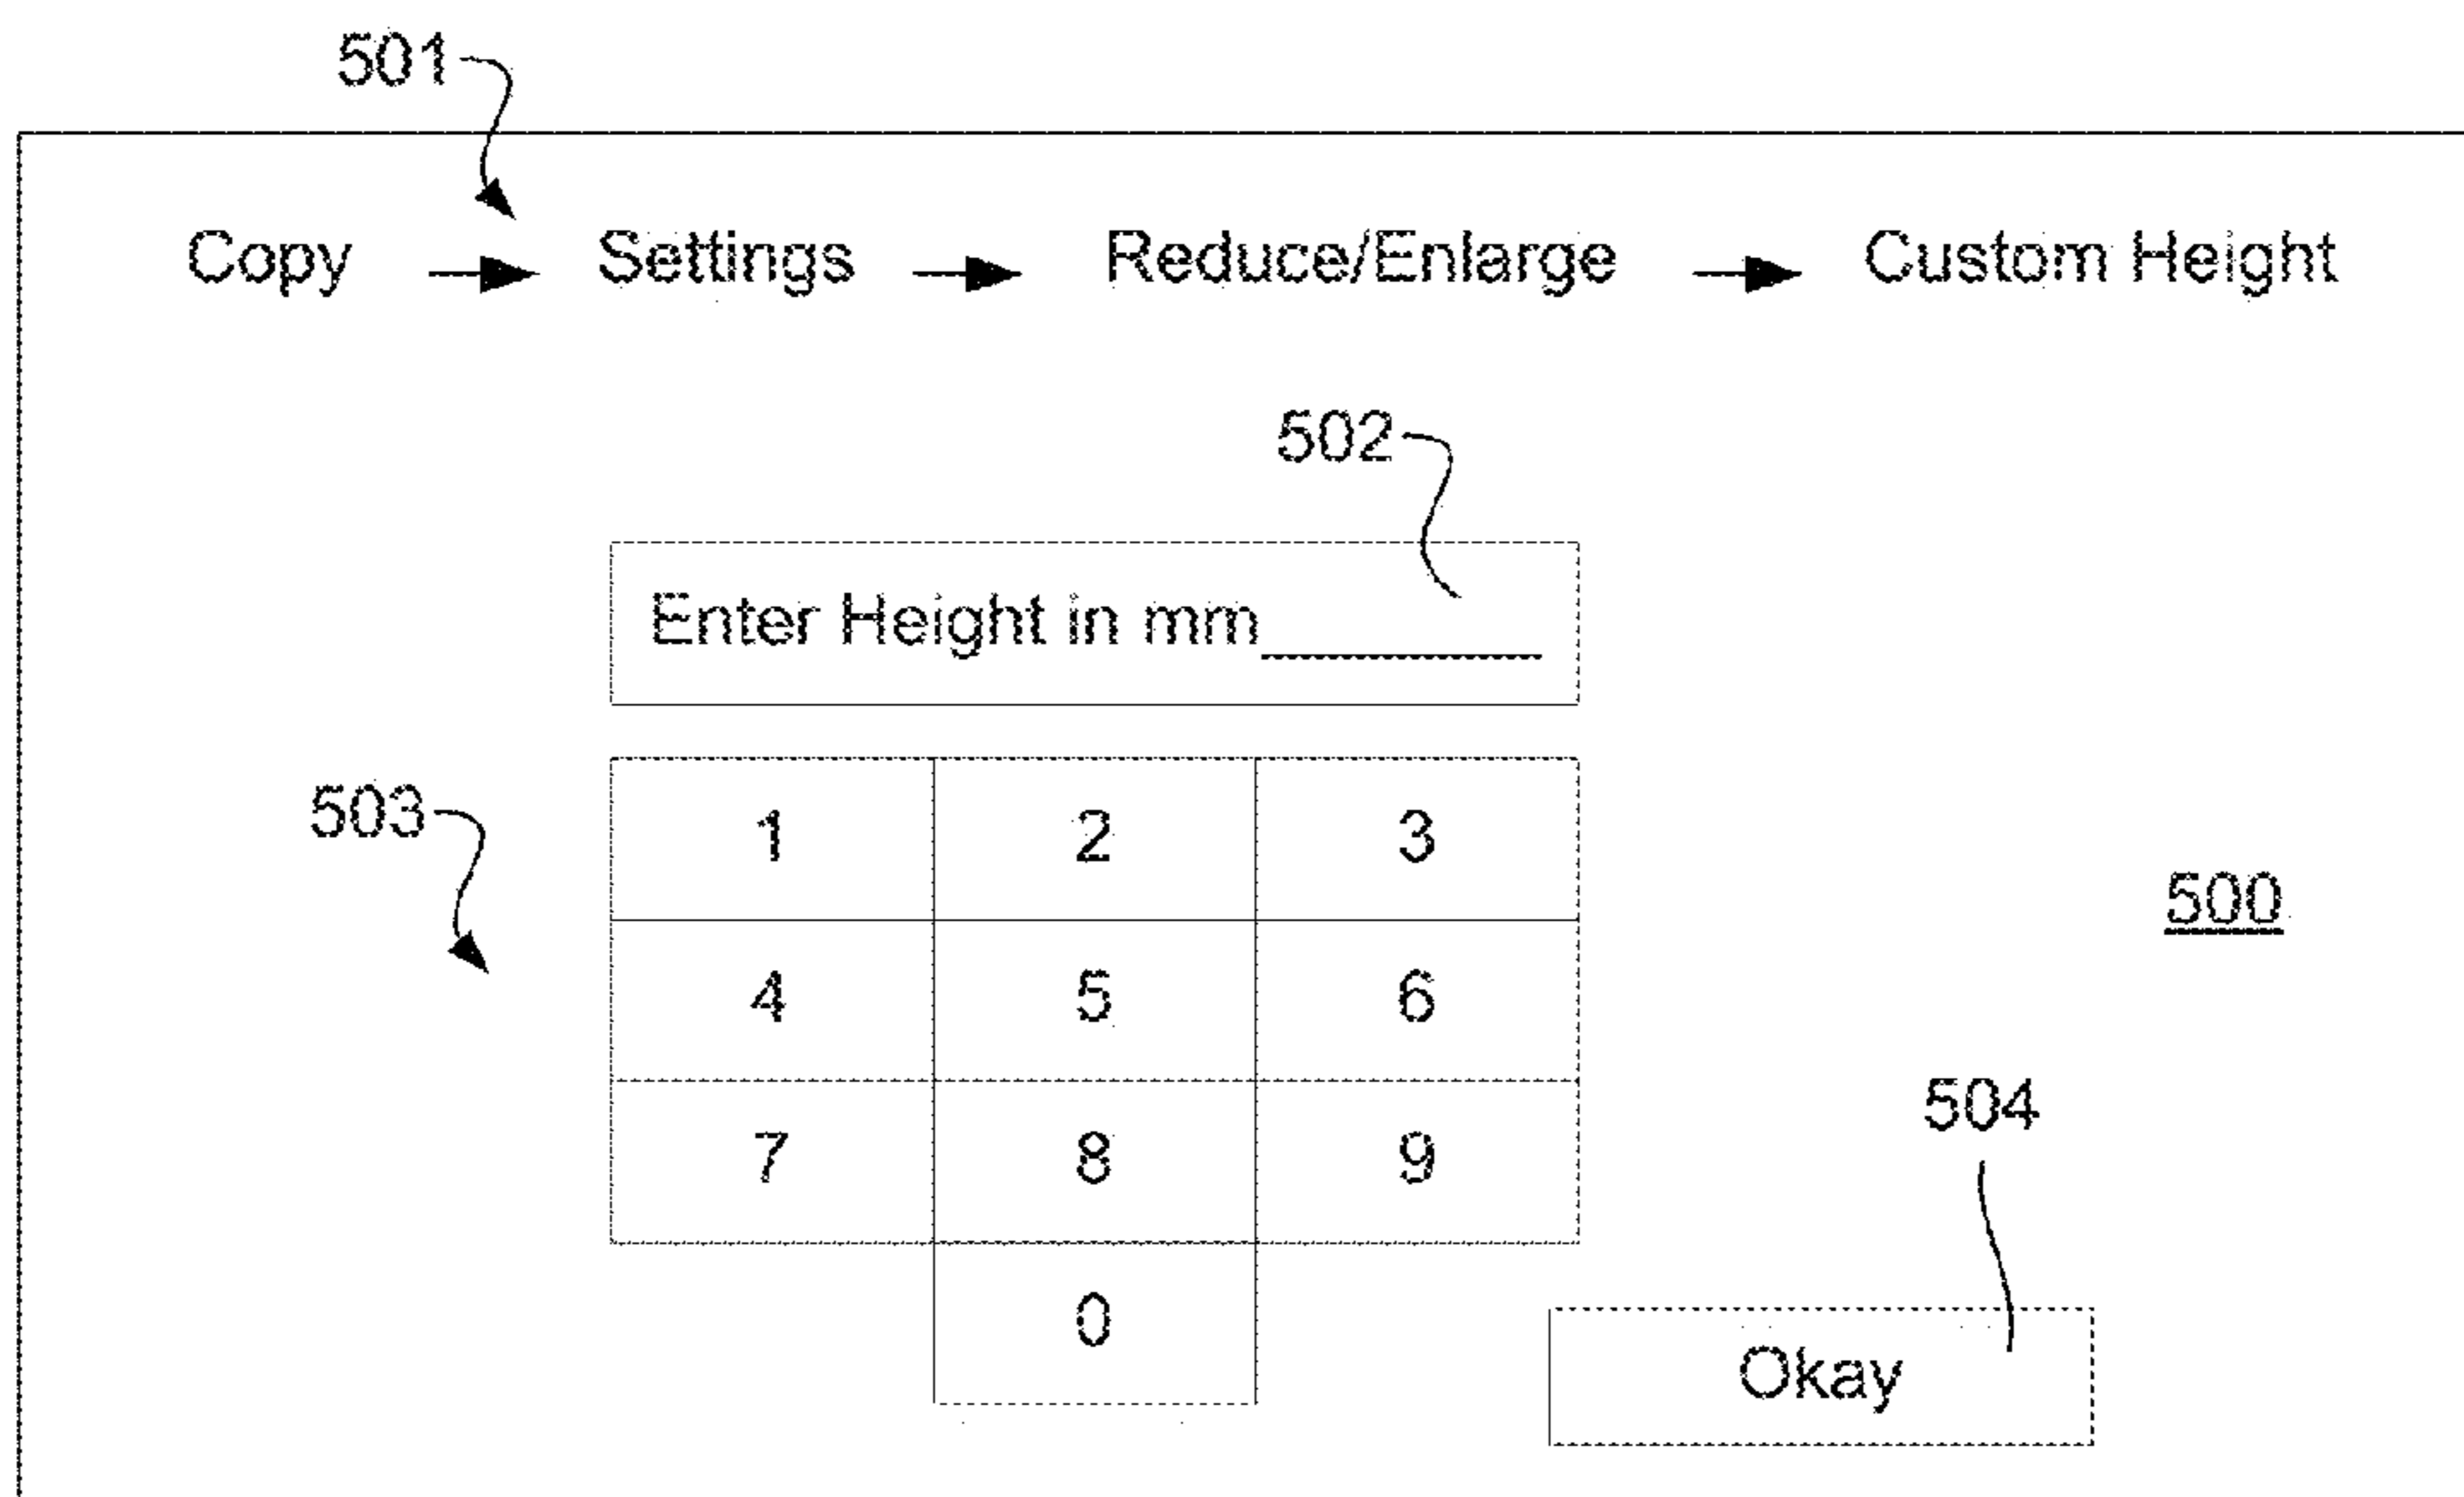 501
Copy → Settings → Reduce/Enlarge → Custom Height
502
Enter Height in mm__________
503
1 2 3
500
4 5 6
504
7 8 9
0
Okay